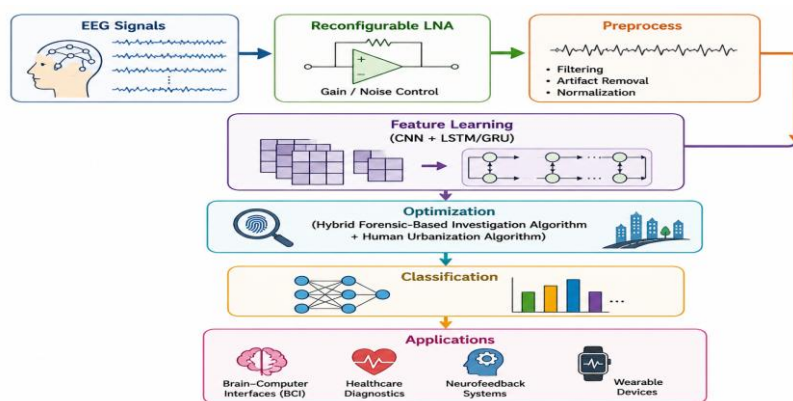 EEG Signals
Reconfigurable LNA
+
−
Gain / Noise Control
Preprocess
• Filtering
• Artifact Removal
• Normalization
Feature Learning
(CNN + LSTM/GRU)
Optimization
(Hybrid Forensic-Based Investigation Algorithm
+ Human Urbanization Algorithm)
Classification
...
Applications
Brain–Computer
Interfaces (BCI)
Healthcare
Diagnostics
Neurofeedback
Systems
Wearable
Devices